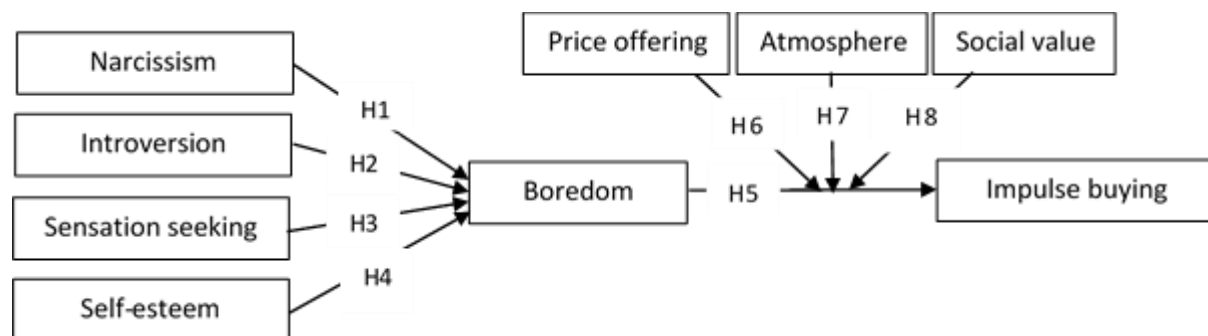 Price offering
Atmosphere
Social value
Narcissism
H1
H6
H7
H8
Introversion
H2
Boredom
H5
Impulse buying
Sensation seeking
H3
H4
Self-esteem